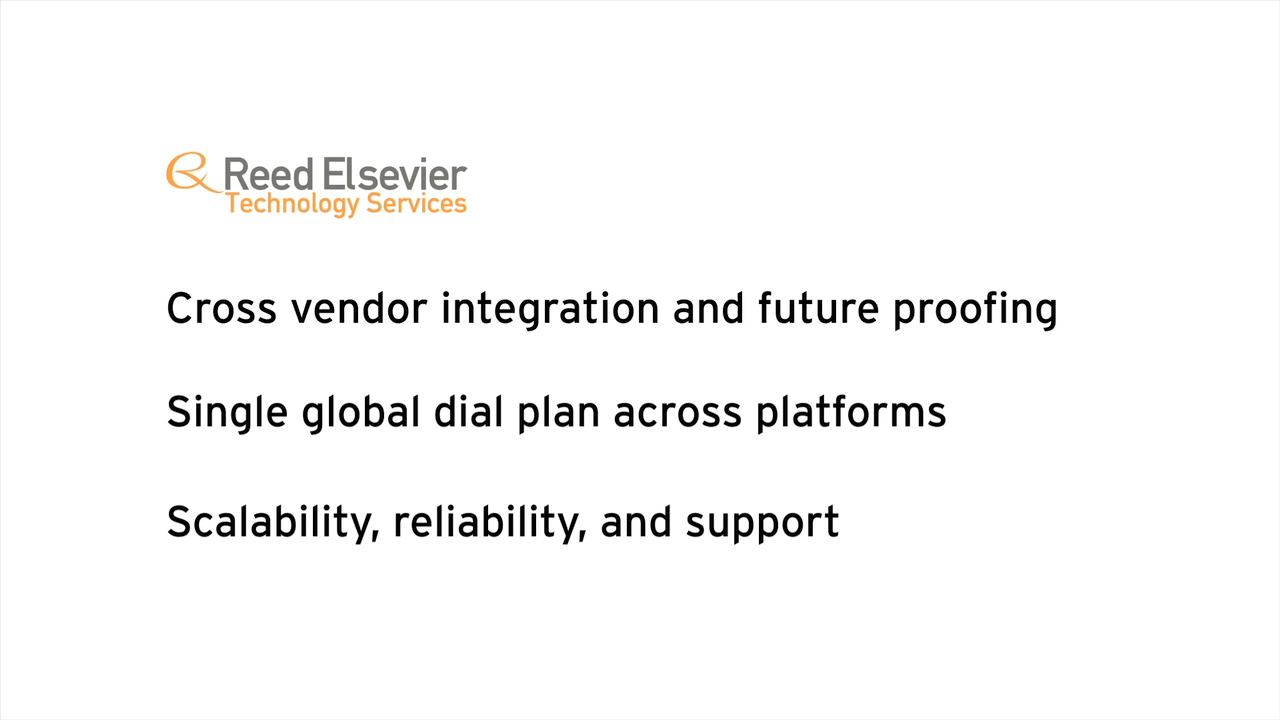 Reed Elsevier
Technology Services
Cross vendor integration and future proofing
Single global dial plan across platforms
Scalability, reliability, and support